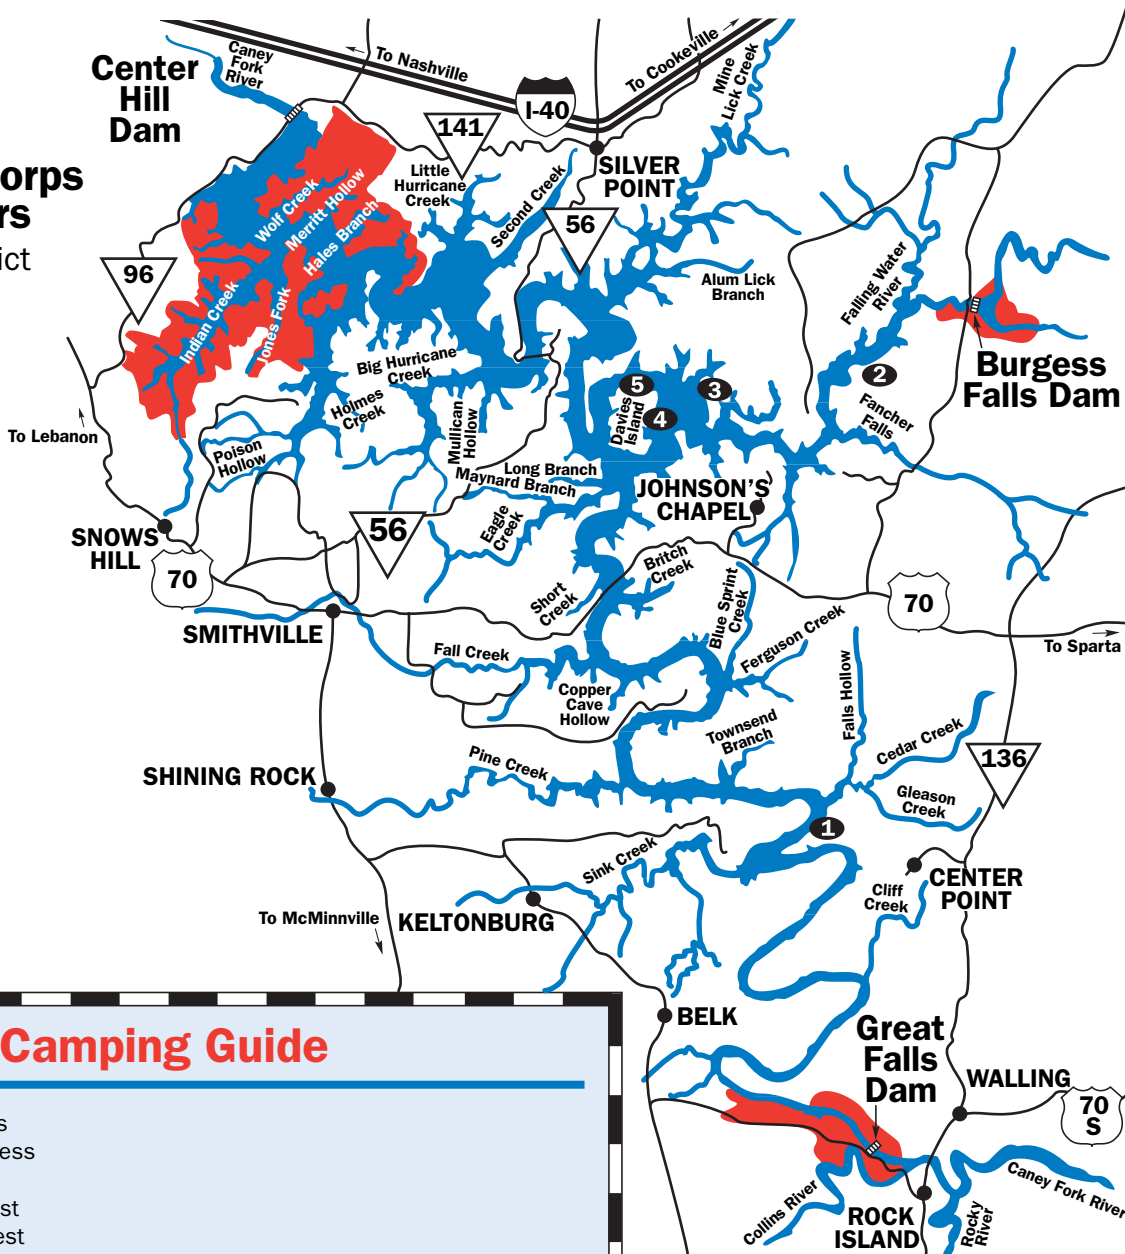 Caney
Fork
River
To Nashville
To Cookeville
Mine
Lick Creek
Center
Hill
Dam
I-40
141
SILVER
POINT
orps
rs
ict
Little
Hurricane
Creek
Second Creek
56
Wolf Creek
Merritt Hollow
Hales Branch
96
Alum Lick
Branch
Falling Water
River
Indian Creek
Jones Fork
Burgess
Falls Dam
Big Hurricane
Creek
5
3
2
4
Davies
Island
Holmes
Creek
Mullican
Hollow
Fancher
Falls
To Lebanon
Poison
Hollow
Long Branch
Maynard Branch
JOHNSON'S
CHAPEL
SNOWS
HILL
56
Eagle
Creek
70
Britch
Creek
Short
Creek
Blue Sprint
Creek
70
SMITHVILLE
Ferguson Creek
To Sparta
Fall Creek
Copper
Cave
Hollow
Falls Hollow
Townsend
Branch
Cedar Creek
136
SHINING ROCK
Pine Creek
Gleason
Creek
1
Sink Creek
CENTER
POINT
Cliff
Creek
To McMinnville
KELTONBURG
BELK
Great
Falls
Dam
Camping Guide
WALLING
70
S
s
ess
st
est
Collins River
ROCK
ISLAND
Rocky
River
Caney Fork River